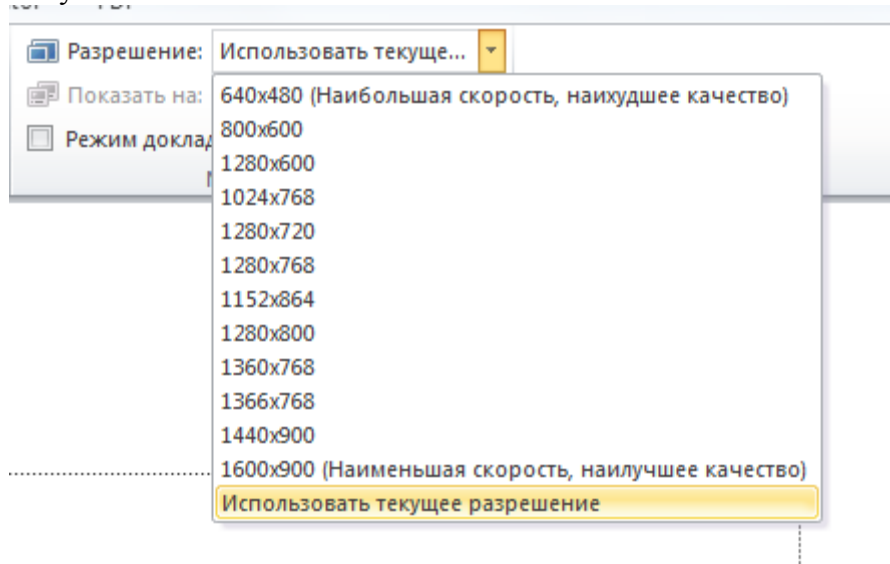 Разрешение: Использовать текуще...
Показать на: 640x480 (Наибольшая скорость, наихудшее качество)
Режим доклад
800x600
1280x600
1024x768
1280x720
1280x768
1152x864
1280x800
1360x768
1366x768
1440x900
1600x900 (Наименьшая скорость, наилучшее качество)
Использовать текущее разрешение